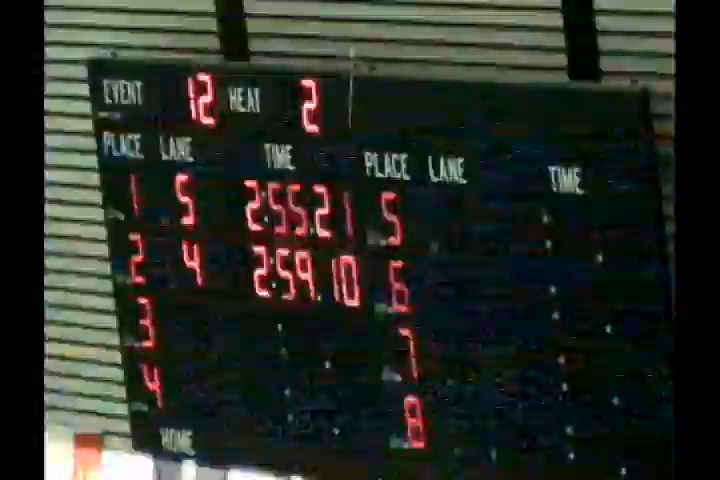 EVENT 12 HEAT 2
PLACE LANE TIME PLACE LANE TIME
1 5 2:55.21 5
2 4 2:59.10 6
3 7
4 8
HOME